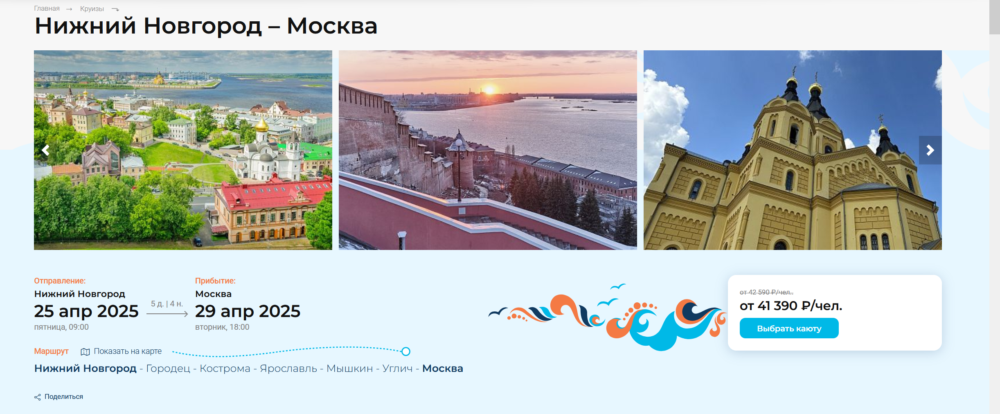 Главная → Круизы
Нижний Новгород – Москва
Отправление:
Нижний Новгород
25 апр 2025
пятница, 09:00
5 д. | 4 н.
Прибытие:
Москва
29 апр 2025
вторник, 18:00
от 42 590 ₽/чел..
от 41 390 ₽/чел.
Выбрать каюту
Маршрут Показать на карте
Нижний Новгород - Городец - Кострома - Ярославль - Мышкин - Углич - Москва
Поделиться